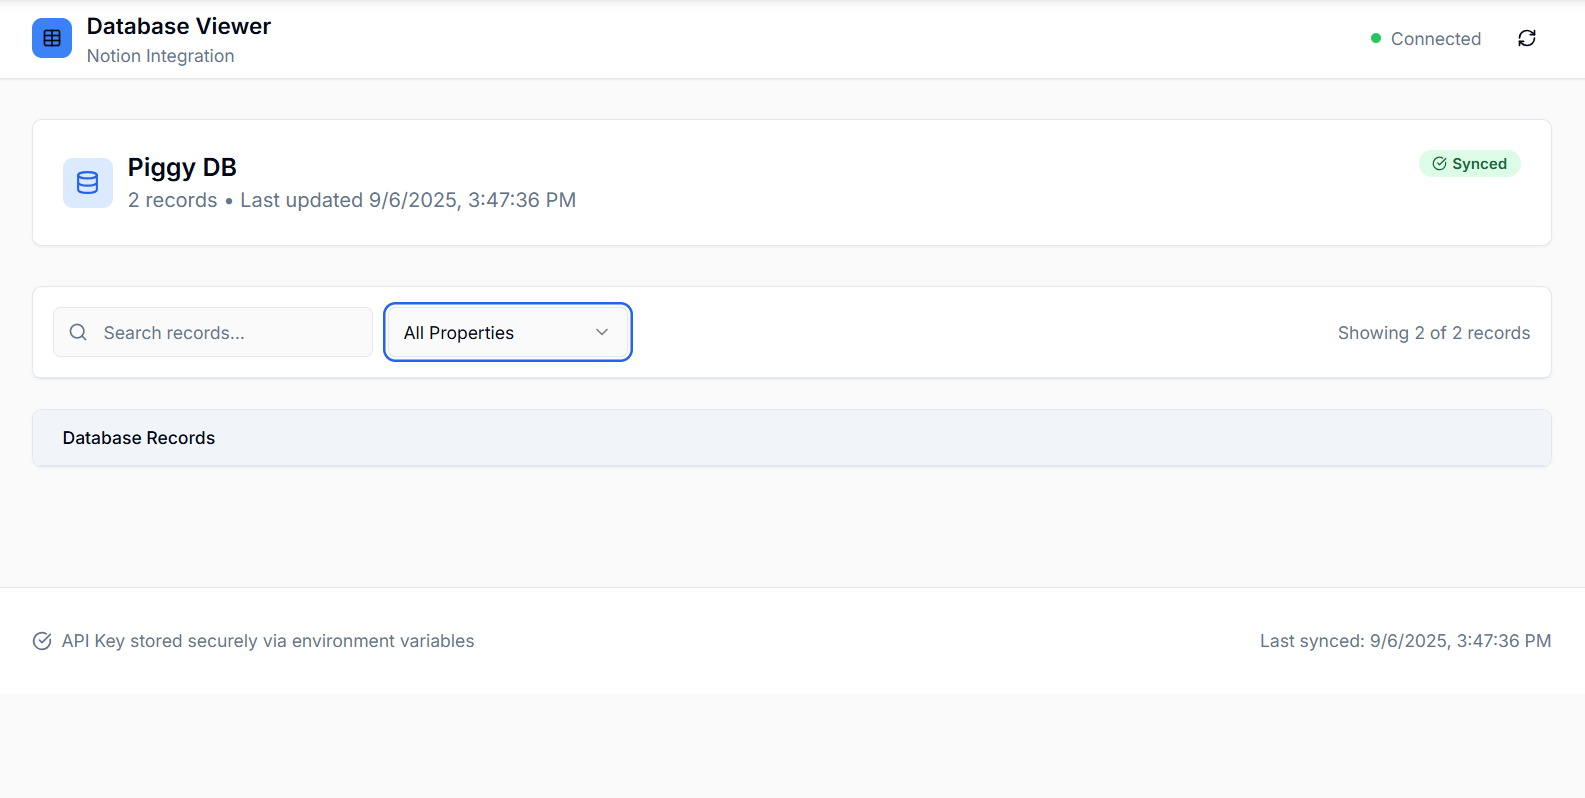 Database Viewer
Notion Integration
Connected
Piggy DB
2 records • Last updated 9/6/2025, 3:47:36 PM
Synced
Search records...
All Properties
Showing 2 of 2 records
Database Records
API Key stored securely via environment variables
Last synced: 9/6/2025, 3:47:36 PM